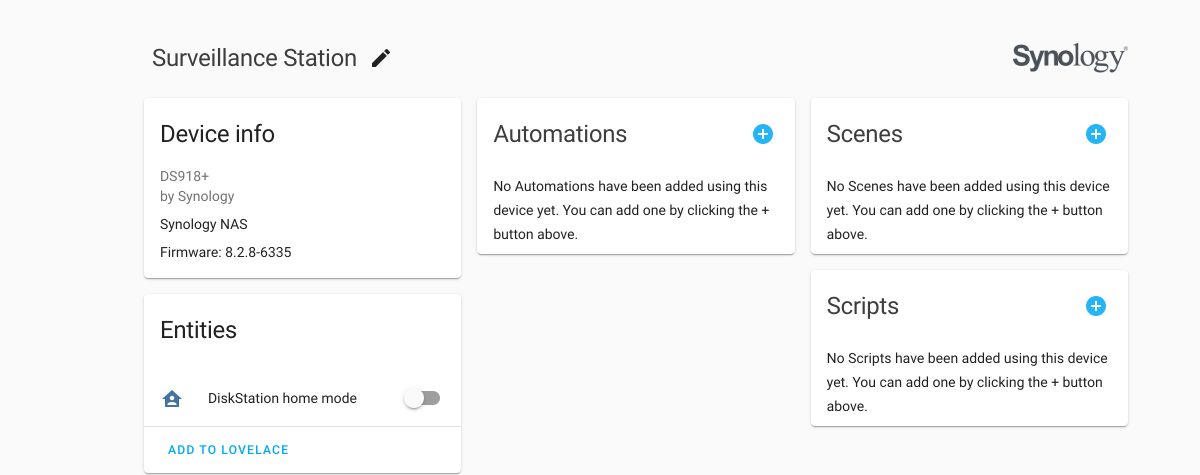 Surveillance Station
Synology®
Device info
DS918+
by Synology
Synology NAS
Firmware: 8.2.8-6335
Entities
DiskStation home mode
ADD TO LOVELACE
Automations
No Automations have been added using this
device yet. You can add one by clicking the +
button above.
Scenes
No Scenes have been added using this device
yet. You can add one by clicking the + button
above.
Scripts
No Scripts have been added using this device
yet. You can add one by clicking the + button
above.